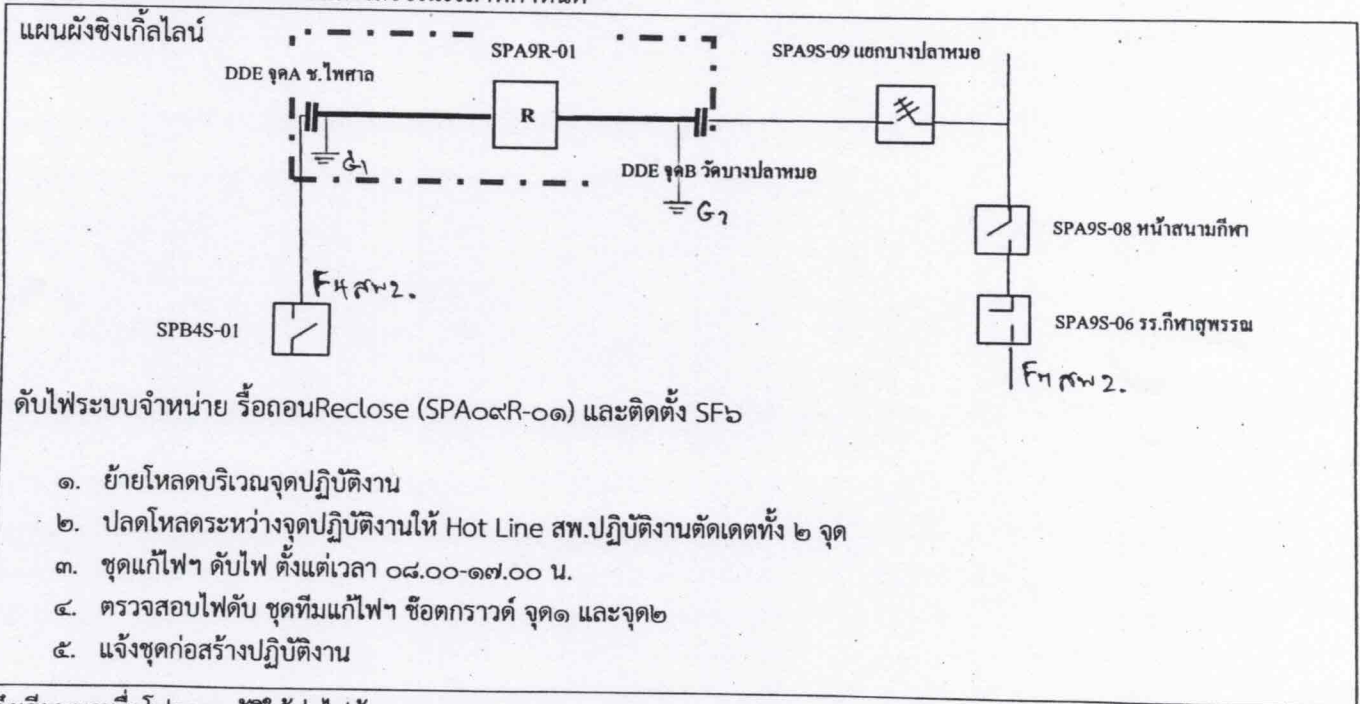 แผนผังซิงเกิ้ลไลน์
SPA9R-01
SPA9S-09 แยกบางปลาหมอ
DDE จุดA ช.ไพศาล
R
G1
DDE จุดB วัดบางปลาหมอ
G2
SPA9S-08 หน้าสนามกีฬา
F4 สพ2.
SPB4S-01
SPA9S-06 รร.กีฬาสุพรรณ
สพ2.
ดับไฟระบบจำหน่าย รื้อถอนReclose (SPA๐๙R-๐๑) และติดตั้ง SF๖
๑. ย้ายโหลดบริเวณจุดปฏิบัติงาน
๒. ปลดโหลดระหว่างจุดปฏิบัติงานให้ Hot Line สพ.ปฏิบัติงานตัดเดตทั้ง ๒ จุด
๓. ชุดแก้ไฟฯ ดับไฟ ตั้งแต่เวลา ๐๘.๐๐-๑๗.๐๐ น.
๔. ตรวจสอบไฟดับ ชุดทีมแก้ไฟฯ ช๊อตกราวด์ จุด๑ และจุด๒
๕. แจ้งชุดก่อสร้างปฏิบัติงาน